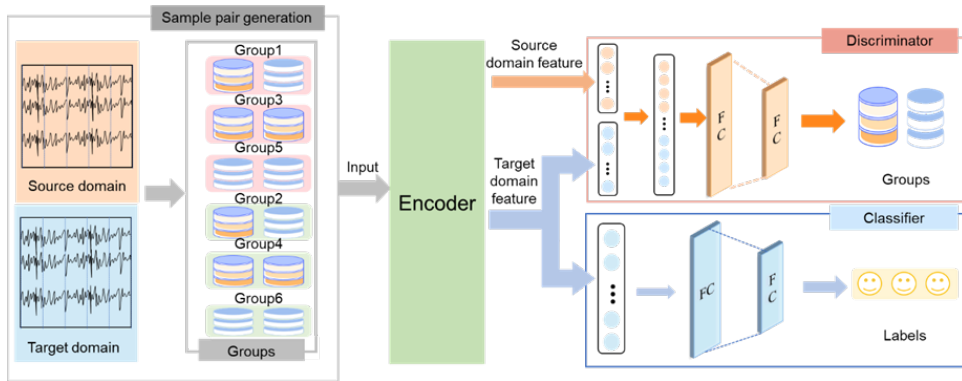 Sample pair generation
Source domain
Target domain
Group1
Group3
Group5
Group2
Group4
Group6
Groups
Input
Encoder
Source
domain feature
Target
domain
feature
Discriminator
F
C
F
C
Groups
Classifier
FC
F
C
Labels